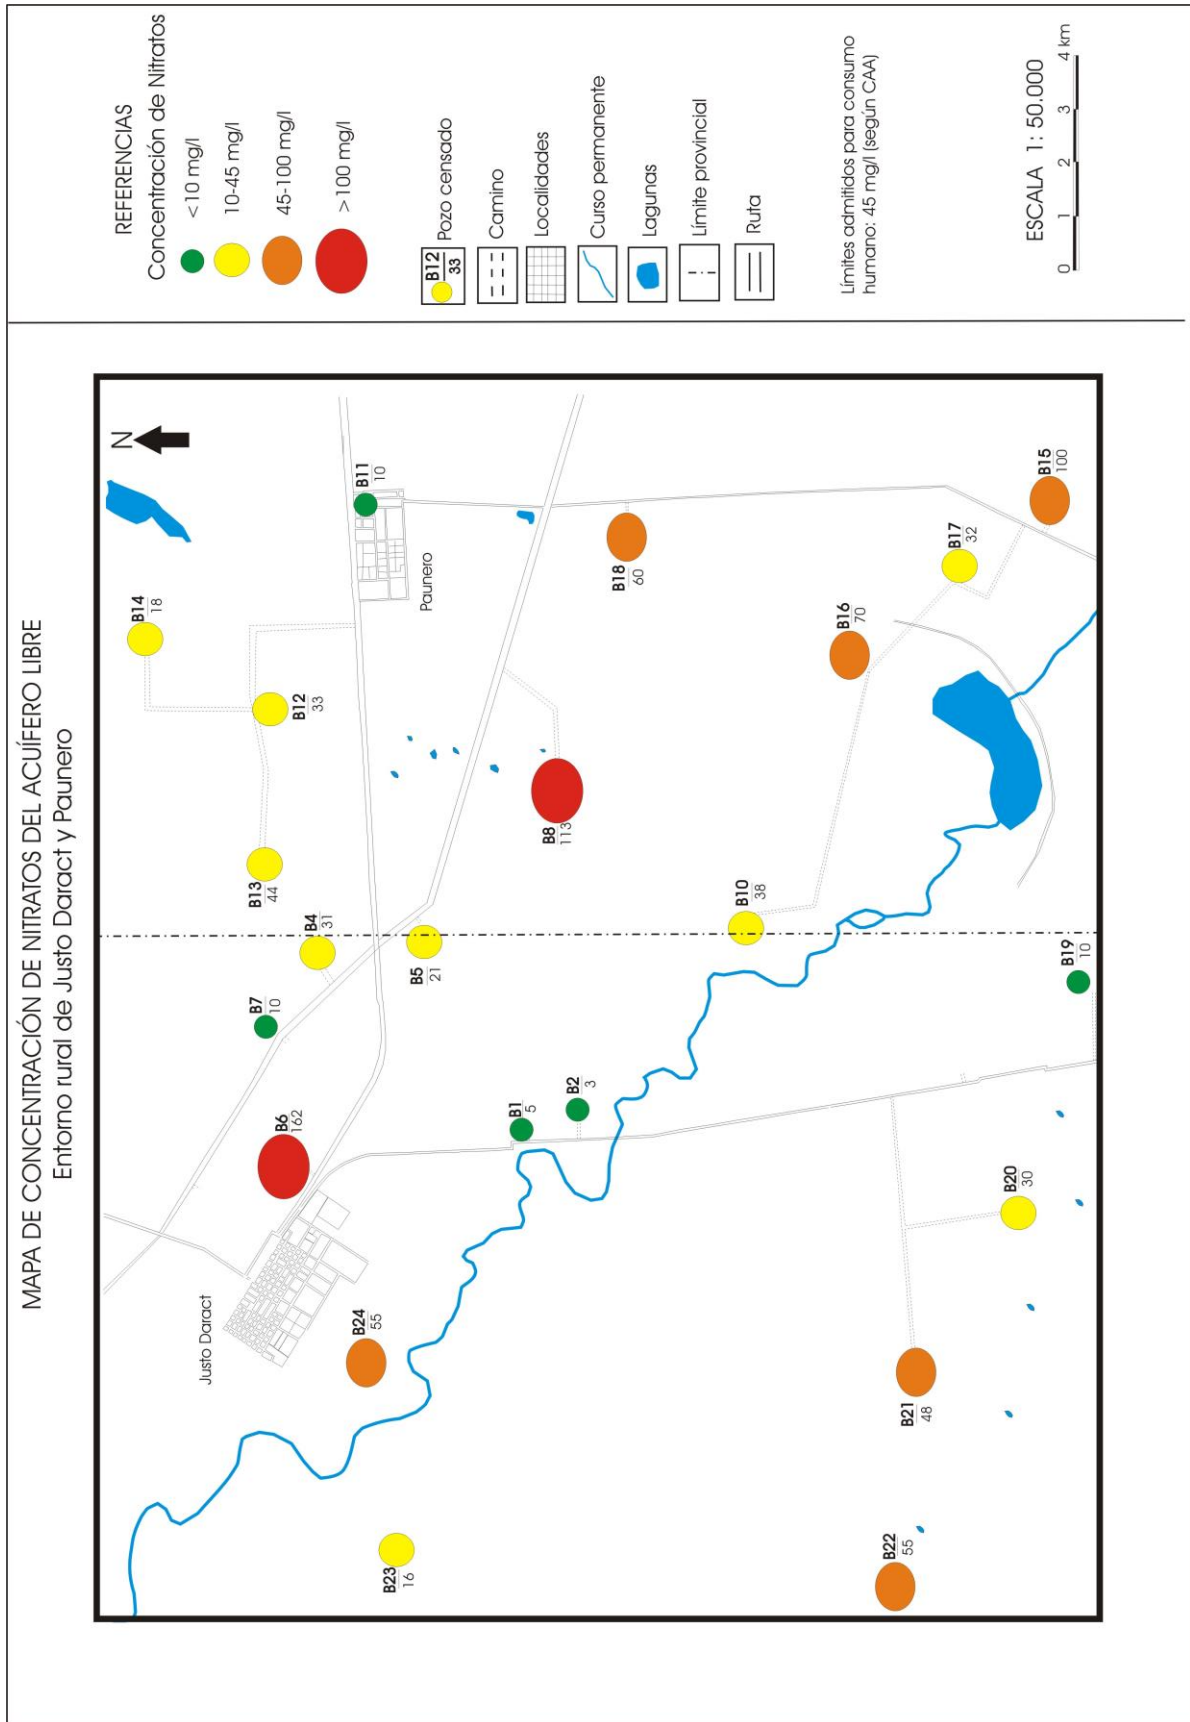 MAPA DE CONCENTRACIÓN DE NITRATOS DEL ACUÍFERO LIBRE
Entorno rural de Justo Daract y Paunero
N
B14
18
B13
44
B12
33
B7
10
B4
31
B6
162
B11
10
Paunero
Justo Daract
B24
55
B23
16
B5
21
B1
5
B2
3
B8
113
B18
60
B10
38
B16
70
B17
32
B15
100
B22
55
B21
48
B20
30
B19
10
REFERENCIAS
Concentración de Nitratos
<10 mg/l
10-45 mg/l
45-100 mg/l
>100 mg/l
B12
33
Pozo censado
Camino
Localidades
Curso permanente
Lagunas
Límite provincial
Ruta
Límites admitidos para consumo
humano: 45 mg/l (según CAA)
ESCALA 1: 50.000
0 1 2 3 4 km